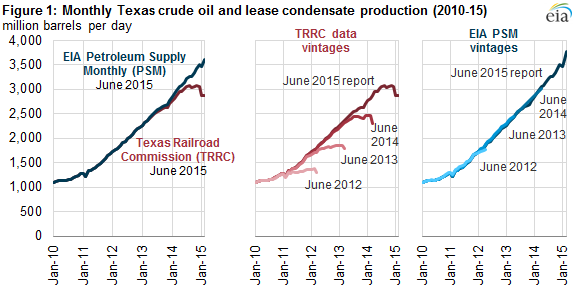 Figure 1: Monthly Texas crude oil and lease condensate production (2010-15)
million barrels per day
eia
4,000
3,500
3,000
2,500
2,000
1,500
1,000
500
0
EIA Petroleum Supply
Monthly (PSM)
June 2015
Texas Railroad
Commission (TRRC)
June 2015
Jan-10
Jan-11
Jan-12
Jan-13
Jan-14
Jan-15
TRRC data
vintages
June 2015 report
June
2014
June 2013
June 2012
Jan-10
Jan-11
Jan-12
Jan-13
Jan-14
Jan-15
EIA PSM
vintages
June 2015 report
June
2014
June 2013
June 2012
Jan-10
Jan-11
Jan-12
Jan-13
Jan-14
Jan-15